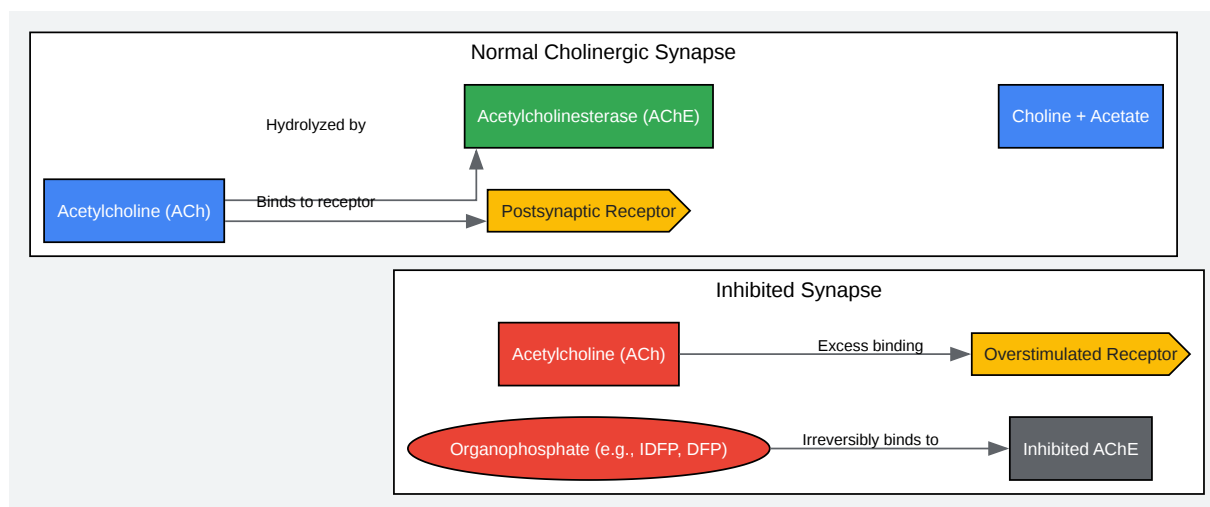 Normal Cholinergic Synapse
Acetylcholinesterase (AChE)
Choline + Acetate
Hydrolyzed by
Acetylcholine (ACh)
Binds to receptor
Postsynaptic Receptor
Inhibited Synapse
Acetylcholine (ACh)
Excess binding
Overstimulated Receptor
Organophosphate (e.g., IDFP, DFP)
Irreversibly binds to
Inhibited AChE